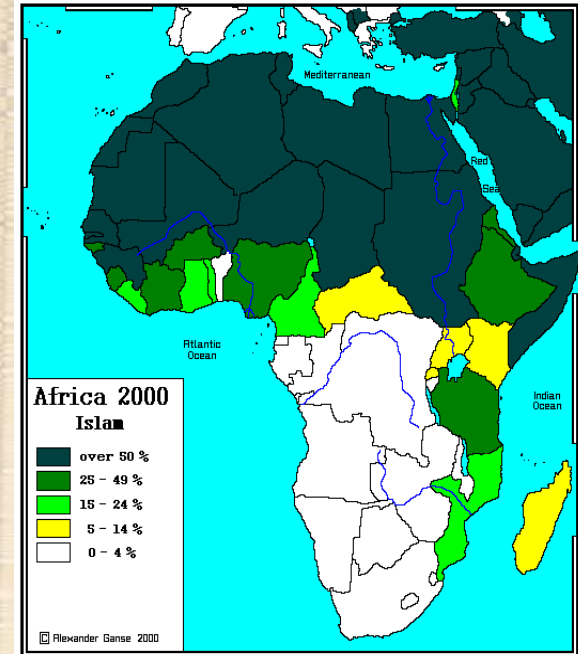 Mediterranean
Red
Sea
Atlantic
Ocean
Indian
Ocean
Africa 2000
Islam
over 50 %
25 - 49 %
15 - 24 %
5 - 14 %
0 - 4 %
C Alexander Ganse 2000